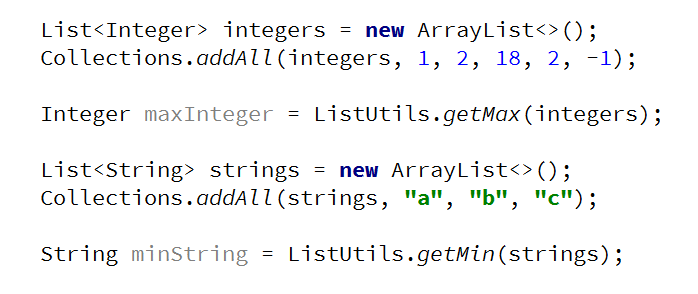 List<Integer> integers = new ArrayList<>();
Collections.addAll(integers, 1, 2, 18, 2, -1);
Integer maxInteger = ListUtils.getMax(integers);
List<String> strings = new ArrayList<>();
Collections.addAll(strings, "a", "b", "c");
String minString = ListUtils.getMin(strings);